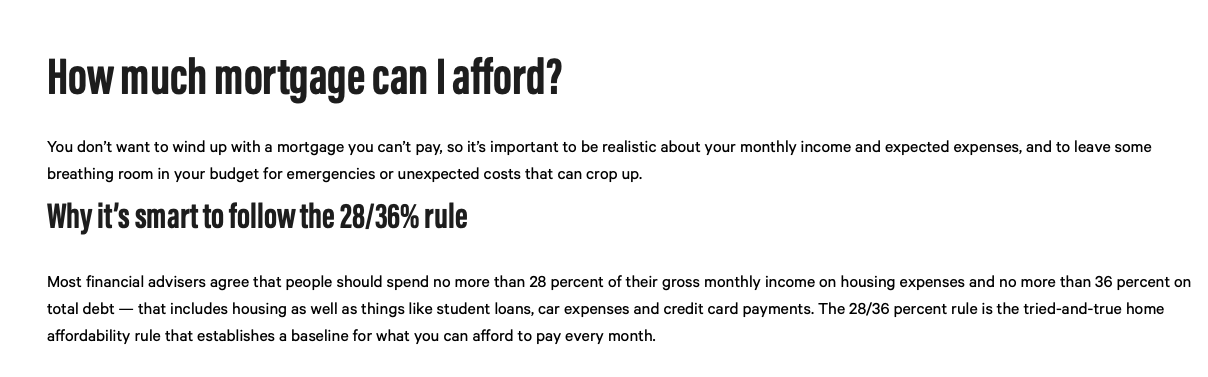 How much mortgage can I afford?
You don’t want to wind up with a mortgage you can’t pay, so it’s important to be realistic about your monthly income and expected expenses, and to leave some
breathing room in your budget for emergencies or unexpected costs that can crop up.
Why it’s smart to follow the 28/36% rule
Most financial advisers agree that people should spend no more than 28 percent of their gross monthly income on housing expenses and no more than 36 percent on
total debt — that includes housing as well as things like student loans, car expenses and credit card payments. The 28/36 percent rule is the tried-and-true home
affordability rule that establishes a baseline for what you can afford to pay every month.